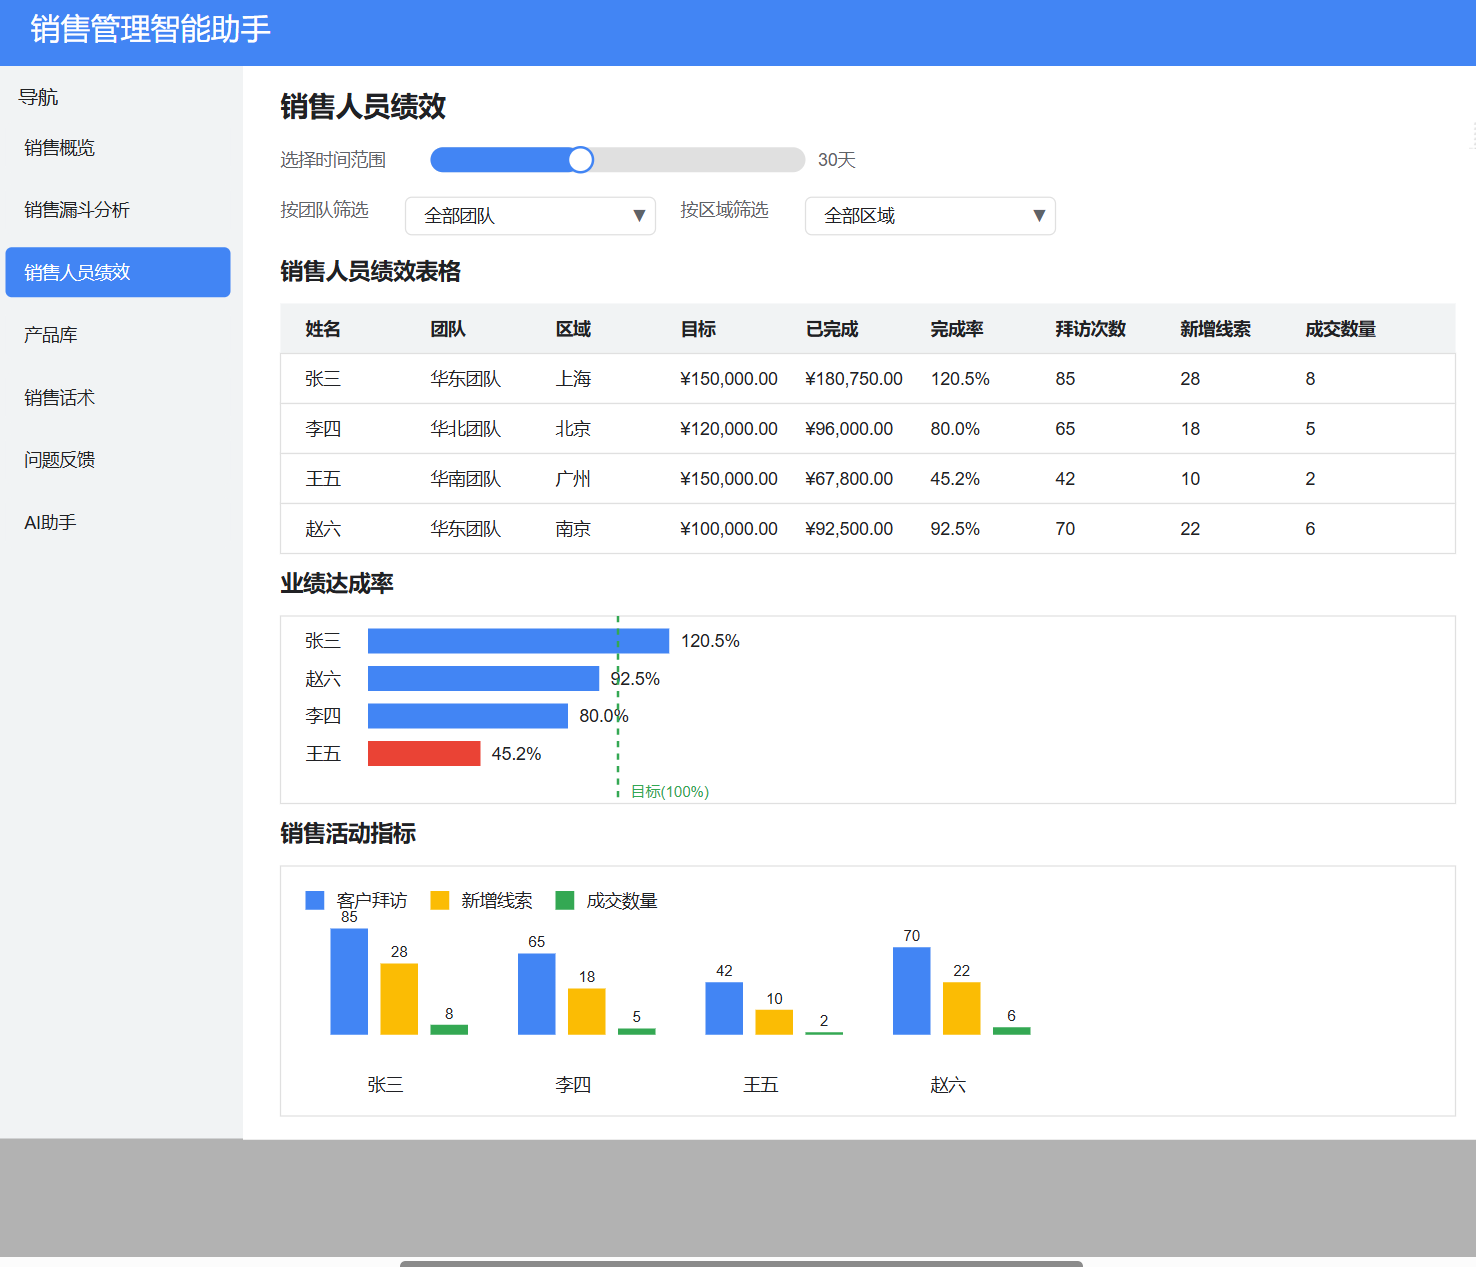 销售管理智能助手
导航
销售概览
销售漏斗分析
销售人员绩效
产品库
销售话术
问题反馈
AI助手
销售人员绩效
选择时间范围 30天
按团队筛选 全部团队 ▼ 按区域筛选 全部区域 ▼
销售人员绩效表格
姓名 团队 区域 目标 已完成 完成率 拜访次数 新增线索 成交数量
张三 华东团队 上海 ¥150,000.00 ¥180,750.00 120.5% 85 28 8
李四 华北团队 北京 ¥120,000.00 ¥96,000.00 80.0% 65 18 5
王五 华南团队 广州 ¥150,000.00 ¥67,800.00 45.2% 42 10 2
赵六 华东团队 南京 ¥100,000.00 ¥92,500.00 92.5% 70 22 6
业绩达成率
张三 120.5%
赵六 92.5%
李四 80.0%
王五 45.2%
目标(100%)
销售活动指标
客户拜访 新增线索 成交数量
85 28 8 65 18 5 42 10 2 70 22 6
张三 李四 王五 赵六